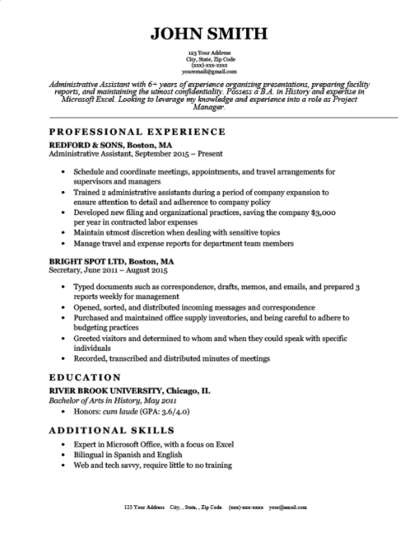 JOHN SMITH
123 Your Address
City, State, Zip Code
(xxx)-xxx-xxxx
youremail@gmail.com
Administrative Assistant with 6+ years of experience organizing presentations, preparing facility
reports, and maintaining the utmost confidentiality. Possess a B.A. in History and expertise in
Microsoft Excel. Looking to leverage my knowledge and experience into a role as Project
Manager.
PROFESSIONAL EXPERIENCE
REDFORD & SONS, Boston, MA
Administrative Assistant, September 2015 – Present
• Schedule and coordinate meetings, appointments, and travel arrangements for
supervisors and managers
• Trained 2 administrative assistants during a period of company expansion to
ensure attention to detail and adherence to company policy
• Developed new filing and organizational practices, saving the company $3,000
per year in contracted labor expenses
• Maintain utmost discretion when dealing with sensitive topics
• Manage travel and expense reports for department team members
BRIGHT SPOT LTD, Boston, MA
Secretary, June 2011 – August 2015
• Typed documents such as correspondence, drafts, memos, and emails, and prepared 3
reports weekly for management
• Opened, sorted, and distributed incoming messages and correspondence
• Purchased and maintained office supply inventories, and being careful to adhere to
budgeting practices
• Greeted visitors and determined to whom and when they could speak with specific
individuals
• Recorded, transcribed and distributed minutes of meetings
EDUCATION
RIVER BROOK UNIVERSITY, Chicago, IL
Bachelor of Arts in History, May 2011
• Honors: cum laude (GPA: 3.6/4.0)
ADDITIONAL SKILLS
• Expert in Microsoft Office, with a focus on Excel
• Bilingual in Spanish and English
• Web and tech savvy, require little to no training
123 Your Address City, , State, , Zip Code (xxx)-xxx-xxxx your@email.com